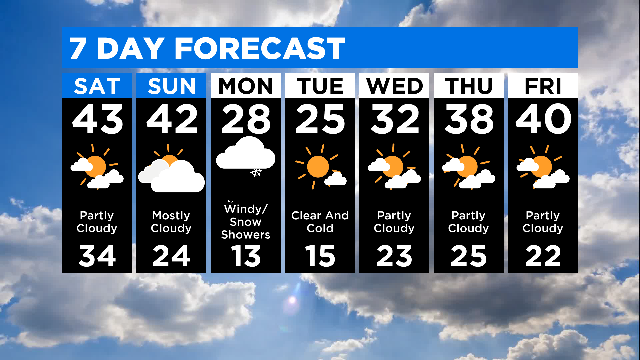 7 DAY FORECAST
SAT SUN MON TUE WED THU FRI
43 42 28 25 32 38 40
Partly
Cloudy
Mostly
Cloudy
Windy/
Snow
Showers
Clear And
Cold
Partly
Cloudy
Partly
Cloudy
Partly
Cloudy
34 24 13 15 23 25 22